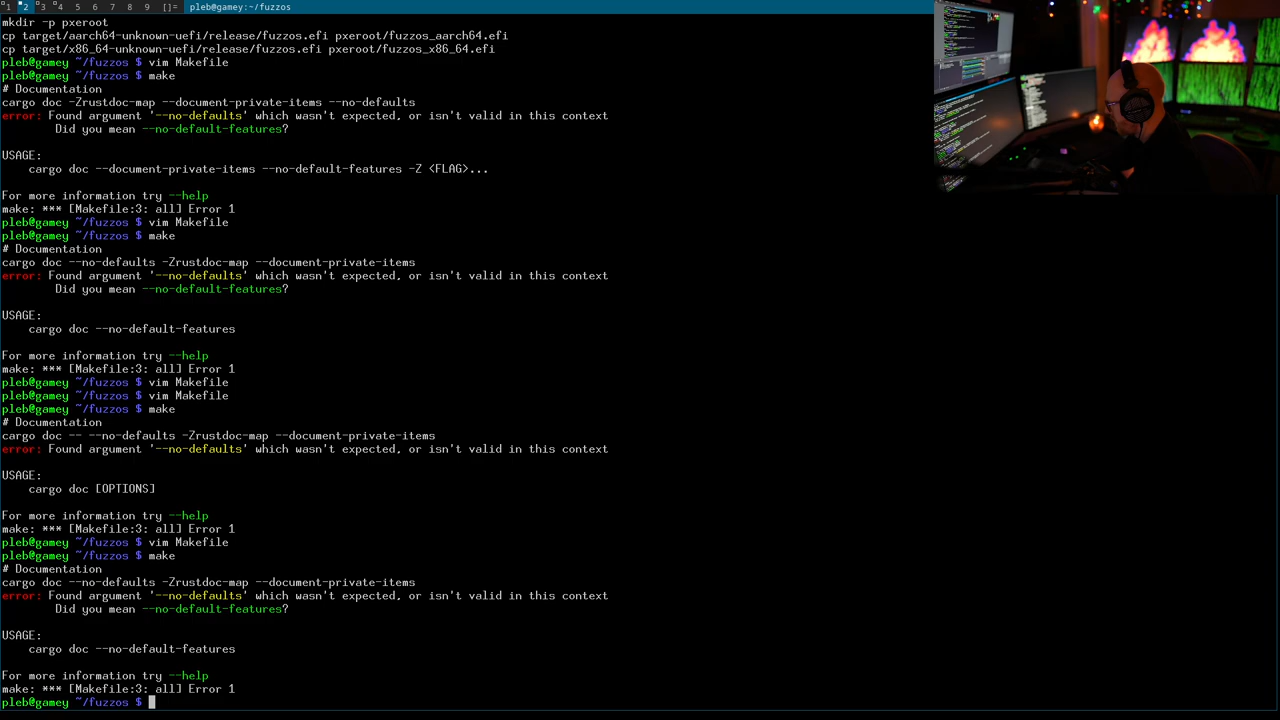 1 2 3 4 5 6 7 8 9 []= pleb@gamey:~/fuzzos
mkdir -p pxeroot
cp target/aarch64-unknown-uefi/release/fuzzos.efi pxeroot/fuzzos_aarch64.efi
cp target/x86_64-unknown-uefi/release/fuzzos.efi pxeroot/fuzzos_x86_64.efi
pleb@gamey ~/fuzzos $ vim Makefile
pleb@gamey ~/fuzzos $ make
# Documentation
cargo doc -Zrustdoc-map --document-private-items --no-defaults
error: Found argument '--no-defaults' which wasn't expected, or isn't valid in this context
Did you mean --no-default-features?
USAGE:
cargo doc --document-private-items --no-default-features -Z <FLAG>...
For more information try --help
make: *** [Makefile:3: all] Error 1
pleb@gamey ~/fuzzos $ vim Makefile
pleb@gamey ~/fuzzos $ make
# Documentation
cargo doc --no-defaults -Zrustdoc-map --document-private-items
error: Found argument '--no-defaults' which wasn't expected, or isn't valid in this context
Did you mean --no-default-features?
USAGE:
cargo doc --no-default-features
For more information try --help
make: *** [Makefile:3: all] Error 1
pleb@gamey ~/fuzzos $ vim Makefile
pleb@gamey ~/fuzzos $ vim Makefile
pleb@gamey ~/fuzzos $ make
# Documentation
cargo doc -- --no-defaults -Zrustdoc-map --document-private-items
error: Found argument '--no-defaults' which wasn't expected, or isn't valid in this context
USAGE:
cargo doc [OPTIONS]
For more information try --help
make: *** [Makefile:3: all] Error 1
pleb@gamey ~/fuzzos $ vim Makefile
pleb@gamey ~/fuzzos $ make
# Documentation
cargo doc --no-defaults -Zrustdoc-map --document-private-items
error: Found argument '--no-defaults' which wasn't expected, or isn't valid in this context
Did you mean --no-default-features?
USAGE:
cargo doc --no-default-features
For more information try --help
make: *** [Makefile:3: all] Error 1
pleb@gamey ~/fuzzos $